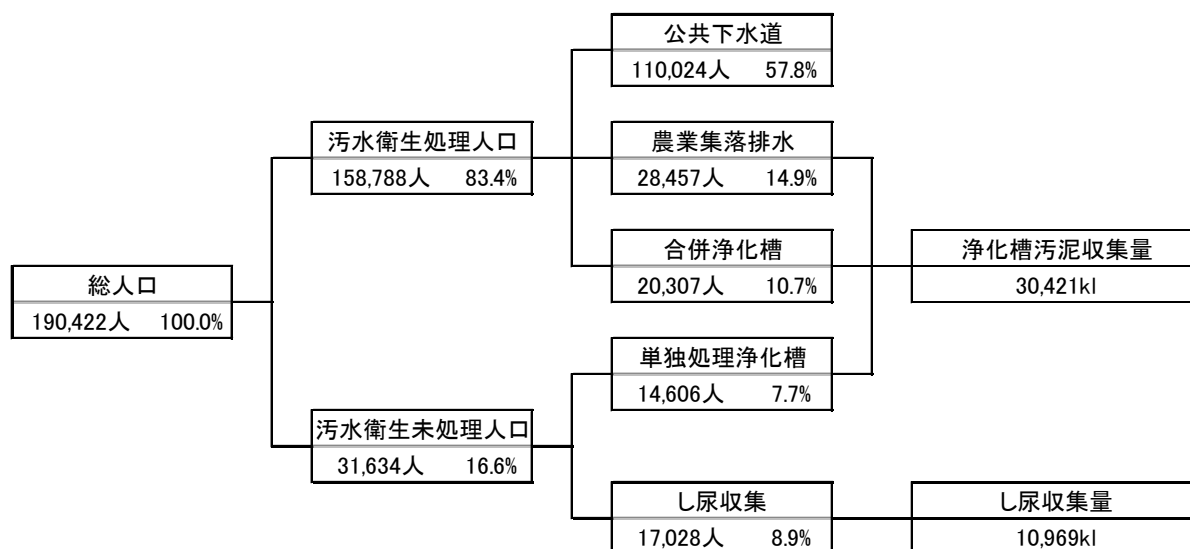 公共下水道
110,024人 57.8%
汚水衛生処理人口
158,788人 83.4%
農業集落排水
28,457人 14.9%
合併浄化槽
20,307人 10.7%
浄化槽汚泥収集量
30,421kl
総人口
190,422人 100.0%
単独処理浄化槽
14,606人 7.7%
汚水衛生未処理人口
31,634人 16.6%
し尿収集
17,028人 8.9%
し尿収集量
10,969kl